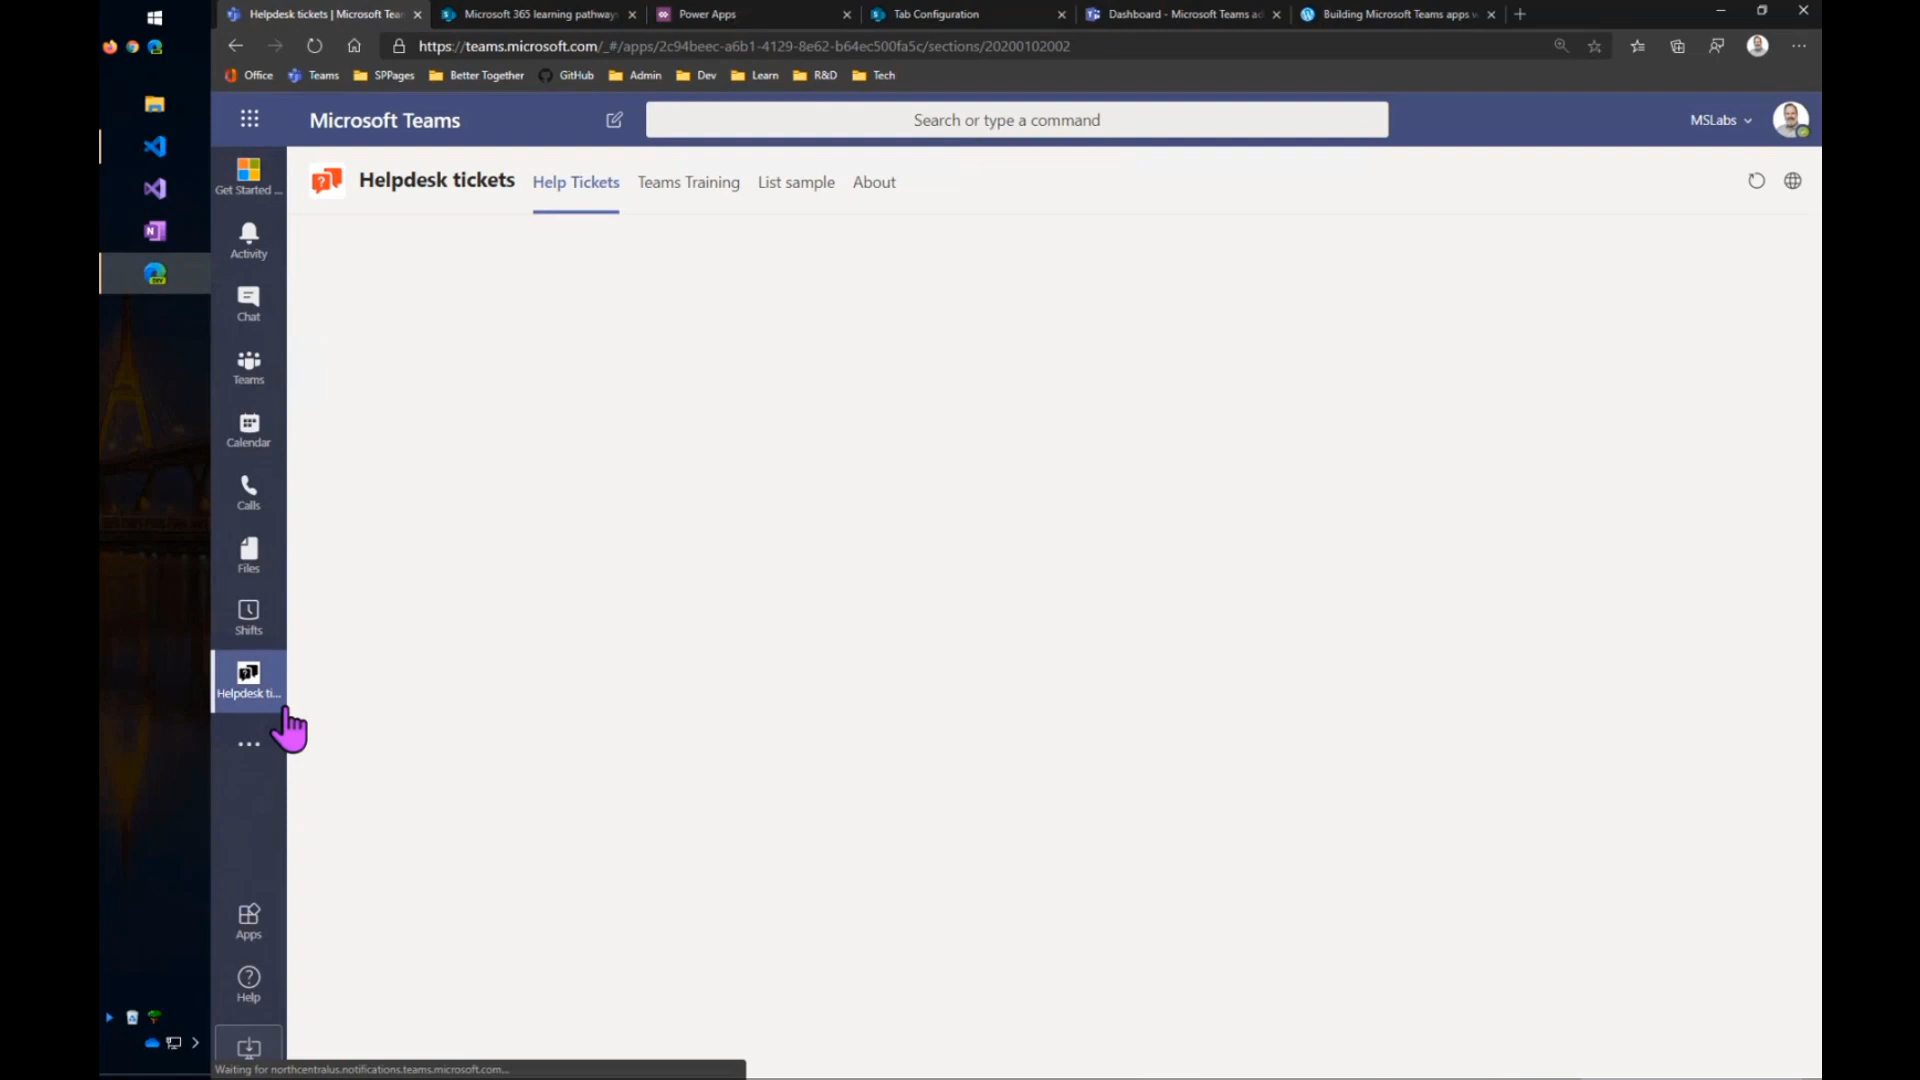 Helpdesk tickets | Microsoft Tea
Microsoft 365 learning pathways
Power Apps
Tab Configuration
Dashboard - Microsoft Teams ad
Building Microsoft Teams apps w
https://teams.microsoft.com/_#/apps/2c94beec-a6b1-4129-8e62-b64ec500fa5c/sections/20200102002
Office
Teams
SPPages
Better Together
GitHub
Admin
Dev
Learn
R&D
Tech
Microsoft Teams
Search or type a command
MSLabs
Get Started ...
Helpdesk tickets
Help Tickets
Teams Training
List sample
About
Activity
Chat
Teams
Calendar
Calls
Files
Shifts
Helpdesk ti...
Apps
Help
Waiting for northcentralus.notifications.teams.microsoft.com...